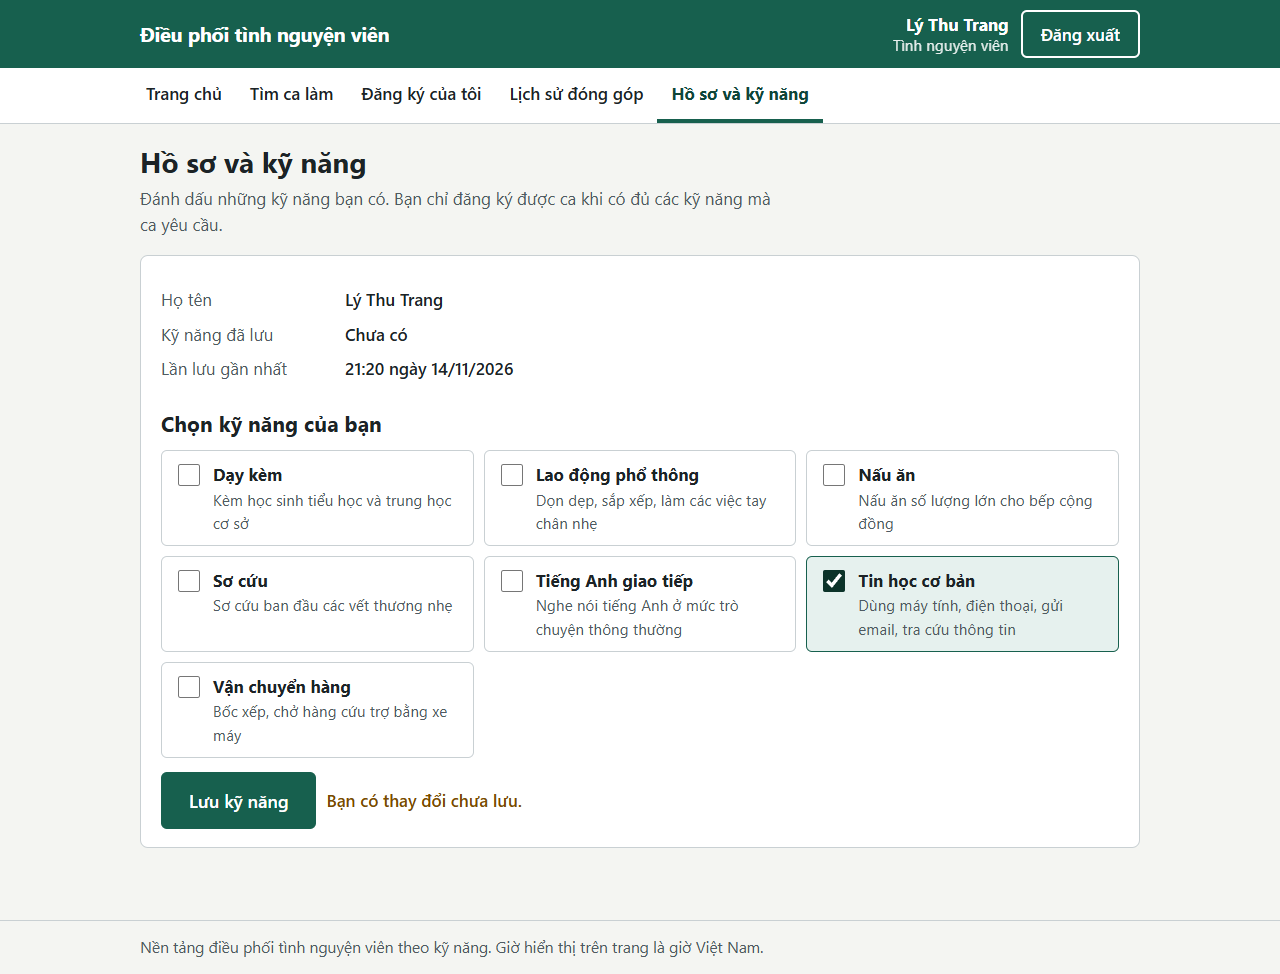 Điều phối tình nguyện viên
Lý Thu Trang
Tình nguyện viên
Đăng xuất
Trang chủ
Tìm ca làm
Đăng ký của tôi
Lịch sử đóng góp
Hồ sơ và kỹ năng
Hồ sơ và kỹ năng
Đánh dấu những kỹ năng bạn có. Bạn chỉ đăng ký được ca khi có đủ các kỹ năng mà
ca yêu cầu.
Họ tên
Lý Thu Trang
Kỹ năng đã lưu
Chưa có
Lần lưu gần nhất
21:20 ngày 14/11/2026
Chọn kỹ năng của bạn
Dạy kèm
Kèm học sinh tiểu học và trung học
cơ sở
Lao động phổ thông
Dọn dẹp, sắp xếp, làm các việc tay
chân nhẹ
Nấu ăn
Nấu ăn số lượng lớn cho bếp cộng
đồng
Sơ cứu
Sơ cứu ban đầu các vết thương nhẹ
Tiếng Anh giao tiếp
Nghe nói tiếng Anh ở mức trò
chuyện thông thường
Tin học cơ bản
Dùng máy tính, điện thoại, gửi
email, tra cứu thông tin
Vận chuyển hàng
Bốc xếp, chở hàng cứu trợ bằng xe
máy
Lưu kỹ năng
Bạn có thay đổi chưa lưu.
Nền tảng điều phối tình nguyện viên theo kỹ năng. Giờ hiển thị trên trang là giờ Việt Nam.